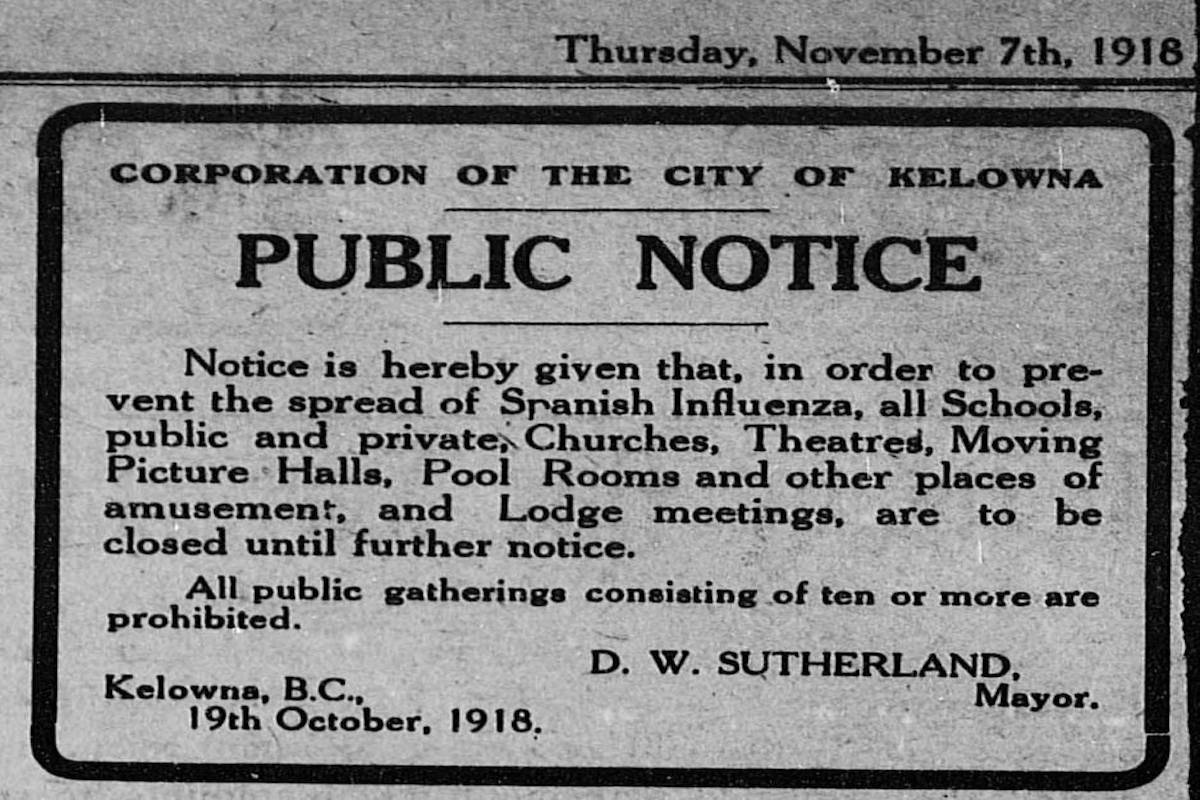 Thursday, November 7th, 1918
CORPORATION OF THE CITY OF KELOWNA
PUBLIC NOTICE
Notice is hereby given that, in order to pre-
vent the spread of Spanish Influenza, all Schools,
public and private, Churches, Theatres, Moving
Picture Halls, Pool Rooms and other places of
amusement, and Lodge meetings, are to be
closed until further notice.
All public gatherings consisting of ten or more are
prohibited.
D. W. SUTHERLAND,
Mayor.
Kelowna, B.C.,
19th October, 1918.